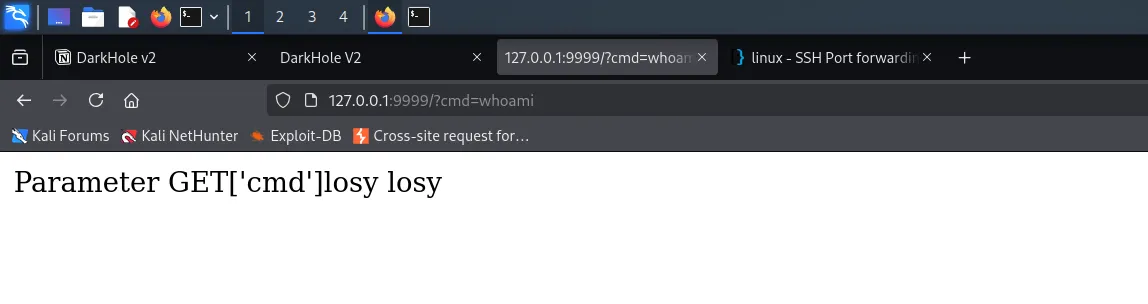 1 2 3 4
DarkHole v2 DarkHole V2 127.0.0.1:9999/?cmd=whoam linux - SSH Port forwardin
127.0.0.1:9999/?cmd=whoami
Kali Forums Kali NetHunter Exploit-DB Cross-site request for…
Parameter GET['cmd']losy losy